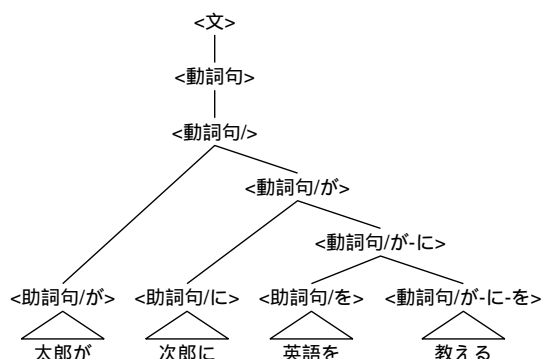 <文>
<動詞句>
<動詞句/>
<動詞句/が>
<動詞句/が-に>
<助詞句/が> <助詞句/に> <助詞句/を> <動詞句/が-に-を>
太郎が 次郎に 英語を 教える